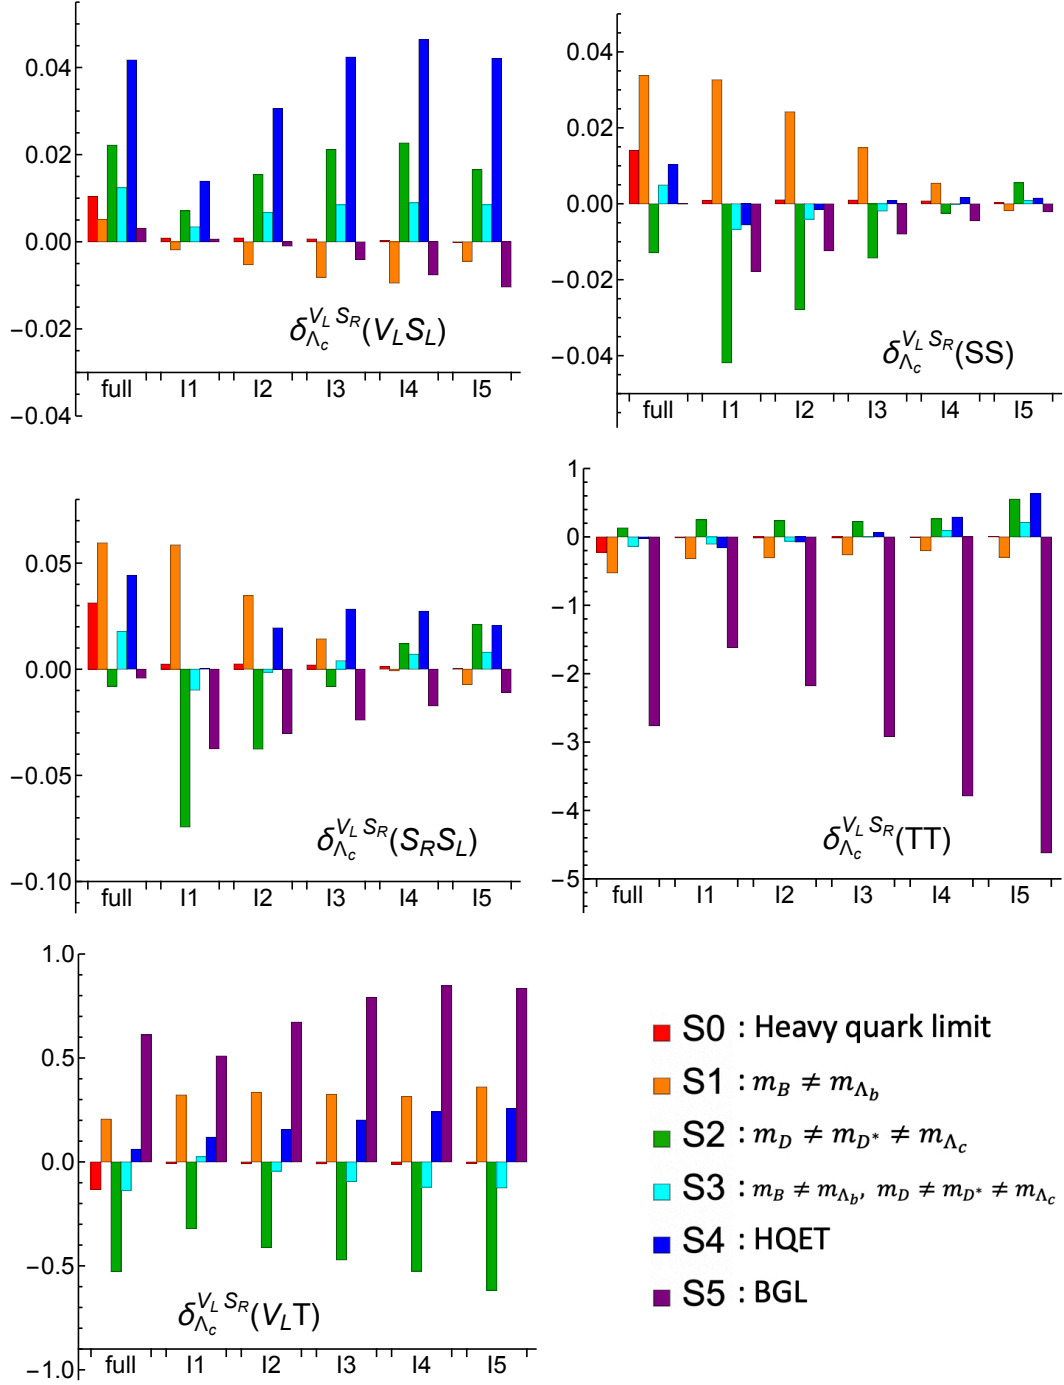 0.04
0.02
0.00
−0.02
−0.04
δ_{Λ_c}^{V_L S_R}(V_L S_L)
full I1 I2 I3 I4 I5
0.04
0.02
0.00
−0.02
−0.04
δ_{Λ_c}^{V_L S_R}(SS)
full I1 I2 I3 I4 I5
0.05
0.00
−0.05
−0.10
δ_{Λ_c}^{V_L S_R}(S_R S_L)
full I1 I2 I3 I4 I5
1
0
−1
−2
−3
−4
−5
δ_{Λ_c}^{V_L S_R}(TT)
full I1 I2 I3 I4 I5
1.0
0.5
0.0
−0.5
−1.0
δ_{Λ_c}^{V_L S_R}(V_L T)
full I1 I2 I3 I4 I5
S0 : Heavy quark limit
S1 : m_B ≠ m_{Λ_b}
S2 : m_D ≠ m_{D*} ≠ m_{Λ_c}
S3 : m_B ≠ m_{Λ_b}, m_D ≠ m_{D*} ≠ m_{Λ_c}
S4 : HQET
S5 : BGL